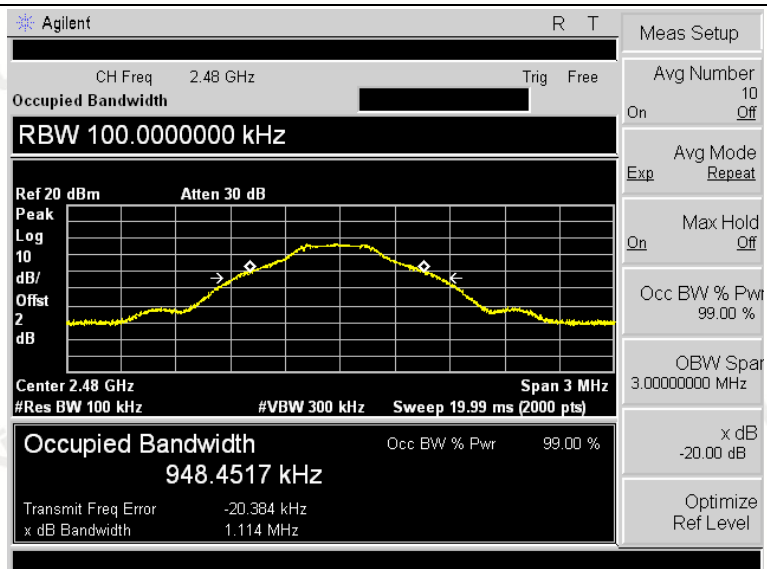 Agilent R T
CH Freq 2.48 GHz Trig Free
Occupied Bandwidth
RBW 100.0000000 kHz
Ref 20 dBm Atten 30 dB
Peak
Log
10
dB/
Offst
2
dB
Center 2.48 GHz Span 3 MHz
#Res BW 100 kHz #VBW 300 kHz Sweep 19.99 ms (2000 pts)
Occupied Bandwidth Occ BW % Pwr 99.00 %
948.4517 kHz
Transmit Freq Error -20.384 kHz
x dB Bandwidth 1.114 MHz
Meas Setup
Avg Number
10
On Off
Avg Mode
Exp Repeat
Max Hold
On Off
Occ BW % Pwr
99.00 %
OBW Span
3.00000000 MHz
x dB
-20.00 dB
Optimize
Ref Level